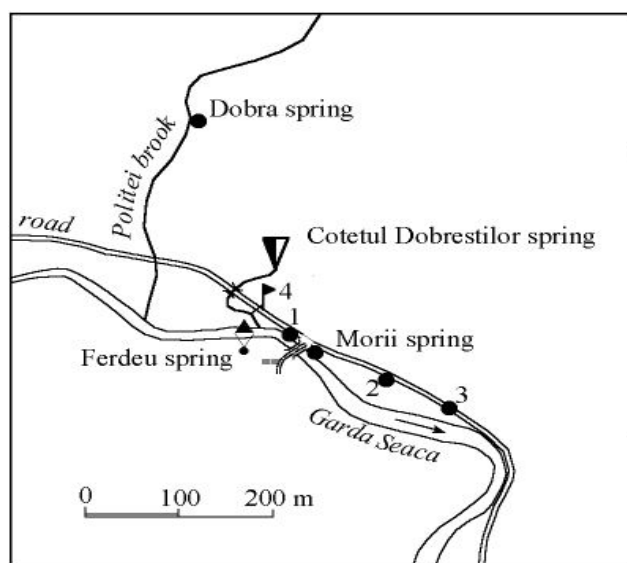 Dobra spring
Politei brook
road
Cotetul Dobrestilor spring
4
1
Morii spring
Ferdeu spring
2
3
Garda Seaca
0 100 200 m